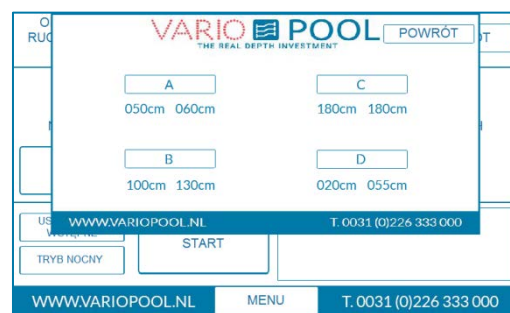 VARIO POOL
THE REAL DEPTH INVESTMENT
POWRÓT
A
050cm 060cm
C
180cm 180cm
B
100cm 130cm
D
020cm 055cm
WWW.VARIOPOOL.NL T. 0031 (0)226 333 000
START
TRYB NOCNY
WWW.VARIOPOOL.NL MENU T. 0031 (0)226 333 000